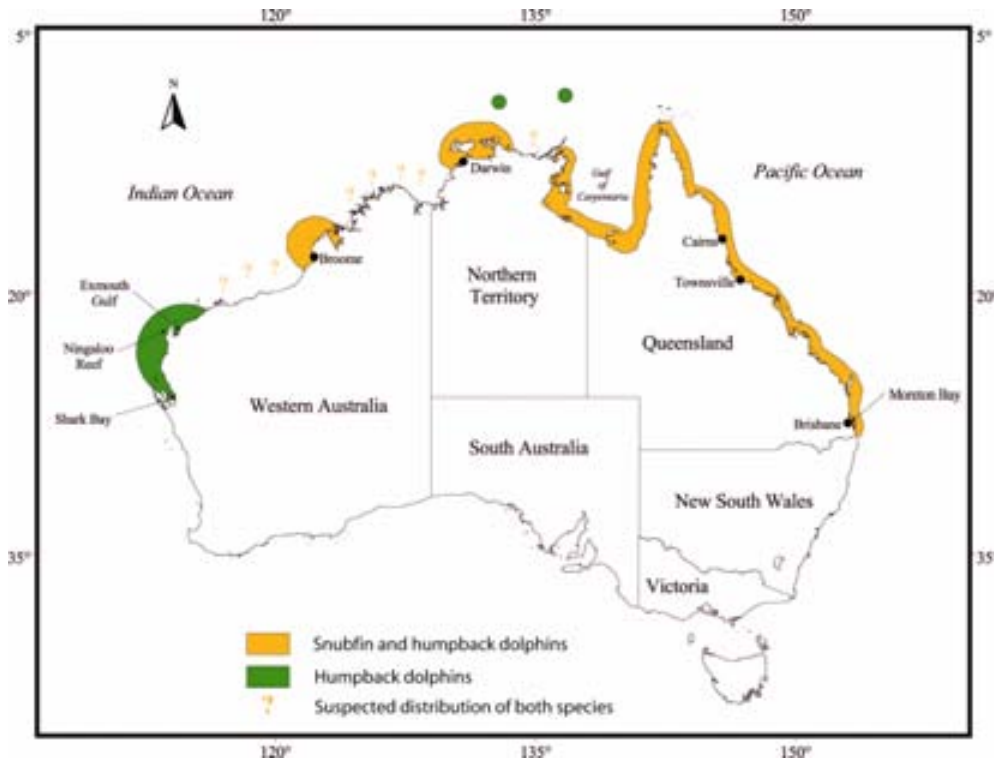 120° 135° 150°
5° 5°
N
Darwin
Indian Ocean
Gulf
of
Carpentaria
Pacific Ocean
Broome
Cairns
? ? ? ? ? ? ? ?
Exmouth
Gulf
Northern
Territory
Townsville
20° 20°
Ningaloo
Reef
Queensland
Shark Bay
Western Australia
Moreton Bay
Brisbane
South Australia
New South Wales
35° 35°
Victoria
Snubfin and humpback dolphins
Humpback dolphins
? Suspected distribution of both species
120° 135° 150°